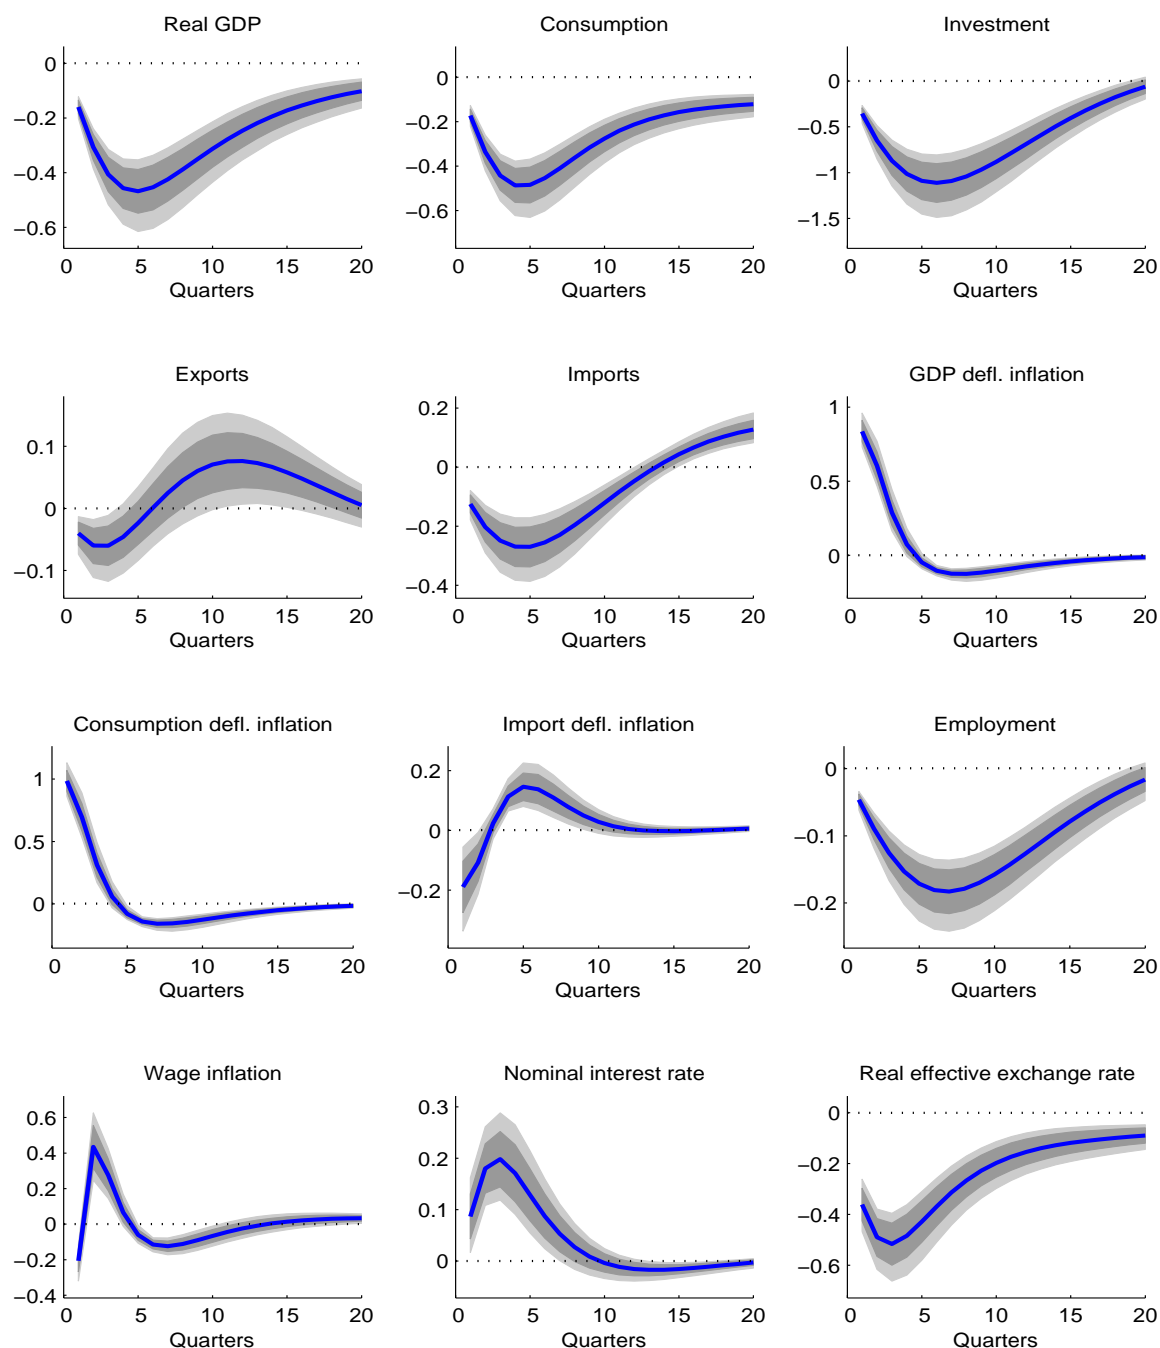 Real GDP
0
−0.2
−0.4
−0.6
0 5 10 15 20
Quarters
Consumption
0
−0.2
−0.4
−0.6
0 5 10 15 20
Quarters
Investment
0
−0.5
−1
−1.5
0 5 10 15 20
Quarters
Exports
0.1
0
−0.1
0 5 10 15 20
Quarters
Imports
0.2
0
−0.2
−0.4
0 5 10 15 20
Quarters
GDP defl. inflation
1
0.5
0
0 5 10 15 20
Quarters
Consumption defl. inflation
1
0.5
0
0 5 10 15 20
Quarters
Import defl. inflation
0.2
0
−0.2
0 5 10 15 20
Quarters
Employment
0
−0.1
−0.2
0 5 10 15 20
Quarters
Wage inflation
0.6
0.4
0.2
0
−0.2
−0.4
0 5 10 15 20
Quarters
Nominal interest rate
0.3
0.2
0.1
0
0 5 10 15 20
Quarters
Real effective exchange rate
0
−0.2
−0.4
−0.6
0 5 10 15 20
Quarters